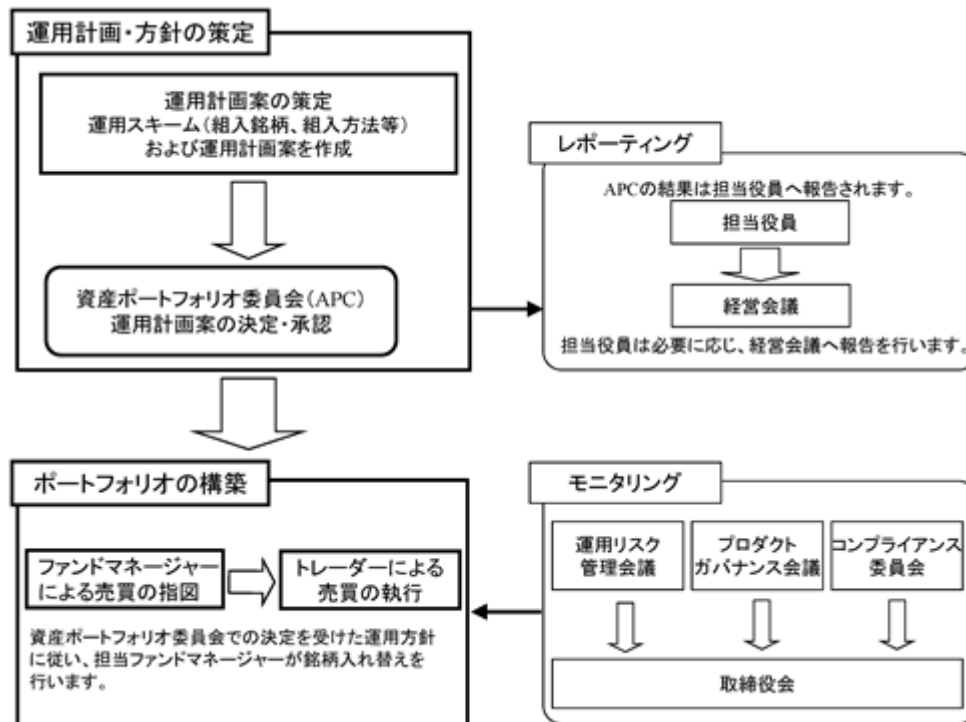 運用計画・方針の策定
運用計画案の策定
運用スキーム(組入銘柄、組入方法等)
および運用計画案を作成
資産ポートフォリオ委員会(APC)
運用計画案の決定・承認
レポーティング
APCの結果は担当役員へ報告されます。
担当役員
経営会議
担当役員は必要に応じ、経営会議へ報告を行います。
ポートフォリオの構築
ファンドマネージャー
による売買の指図
トレーダーによる
売買の執行
資産ポートフォリオ委員会での決定を受けた運用方針
に従い、担当ファンドマネージャーが銘柄入れ替えを
行います。
モニタリング
運用リスク
管理会議
プロダクト
ガバナンス会議
コンプライアンス
委員会
取締役会